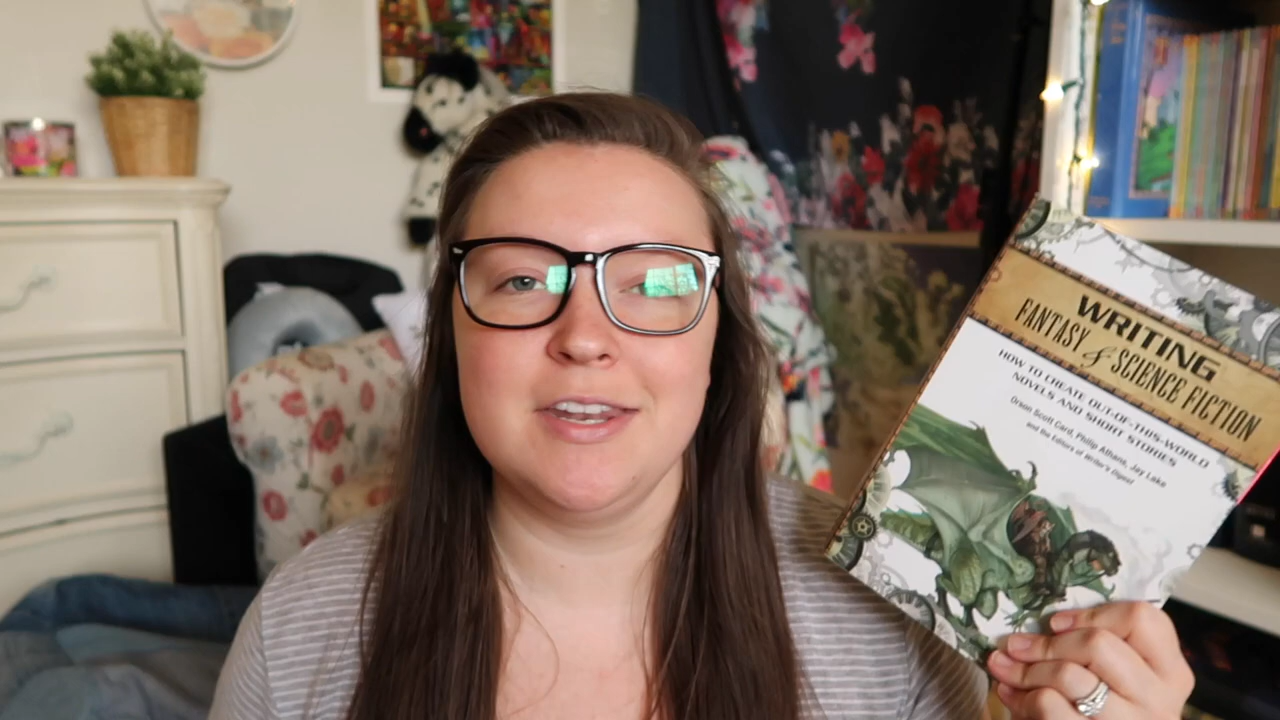 WRITING
FANTASY & SCIENCE FICTION
HOW TO CREATE OUT-OF-THIS-WORLD
NOVELS AND SHORT STORIES
Orson Scott Card, Philip Athans, Jay Lake
and the Editors of Writer's Digest